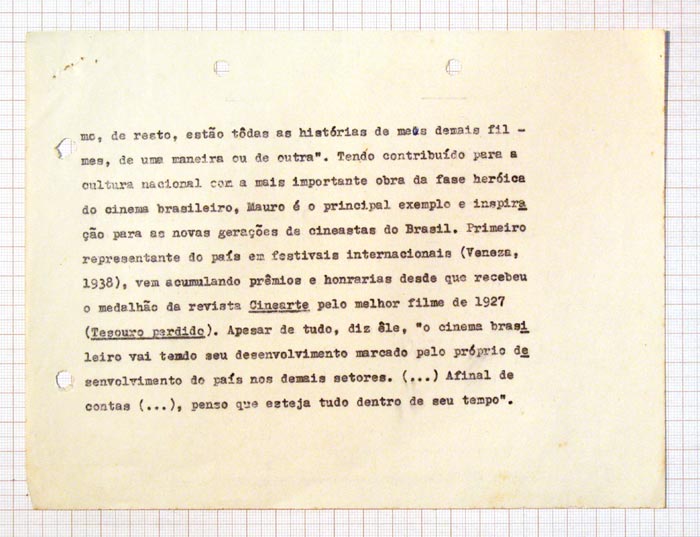 mo, de resto, estão tôdas as histórias de meus demais fil -
mes, de uma maneira ou de outra". Tendo contribuído para a
cultura nacional com a mais importante obra da fase heróica
do cinema brasileiro, Mauro é o principal exemplo e inspira
ção para as novas gerações de cineastas do Brasil. Primeiro
representante do país em festivais internacionais (Veneza,
1938), vem acumulando prêmios e honrarias desde que recebeu
o medalhão da revista Cinearte pelo melhor filme de 1927
(Tesouro perdido). Apesar de tudo, diz êle, "o cinema brasi
leiro vai tendo seu desenvolvimento marcado pelo próprio de
senvolvimento do país nos demais setores. (...) Afinal de
contas (...), penso que esteja tudo dentro de seu tempo".